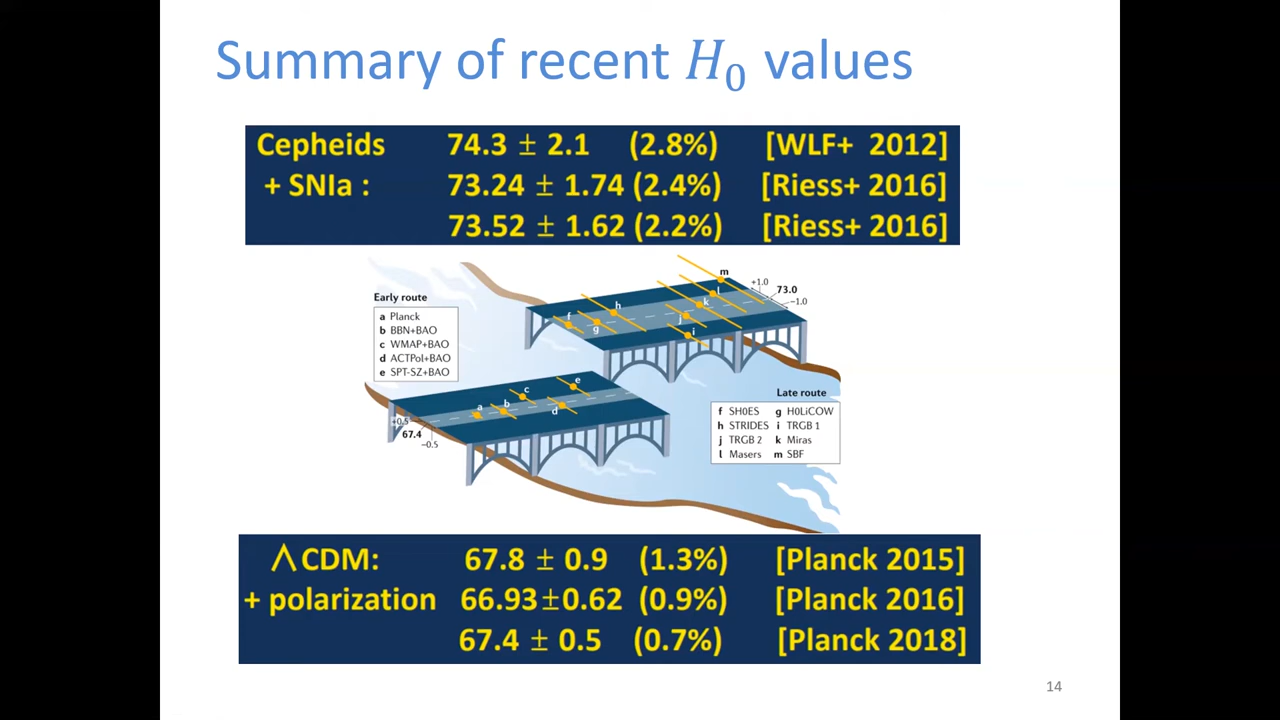 Summary of recent H₀ values
Cepheids 74.3 ± 2.1 (2.8%) [WLF+ 2012]
+ SNIa : 73.24 ± 1.74 (2.4%) [Riess+ 2016]
73.52 ± 1.62 (2.2%) [Riess+ 2016]
Early route
a Planck
b BBN+BAO
c WMAP+BAO
d ACTPol+BAO
e SPT-SZ+BAO
m
l
k
j
i
h
f
g
+1.0
73.0
−1.0
e
c
b
a
d
+0.5
67.4
−0.5
Late route
f SH0ES g H0LiCOW
h STRIDES i TRGB 1
j TRGB 2 k Miras
l Masers m SBF
ΛCDM: 67.8 ± 0.9 (1.3%) [Planck 2015]
+ polarization 66.93±0.62 (0.9%) [Planck 2016]
67.4 ± 0.5 (0.7%) [Planck 2018]
14